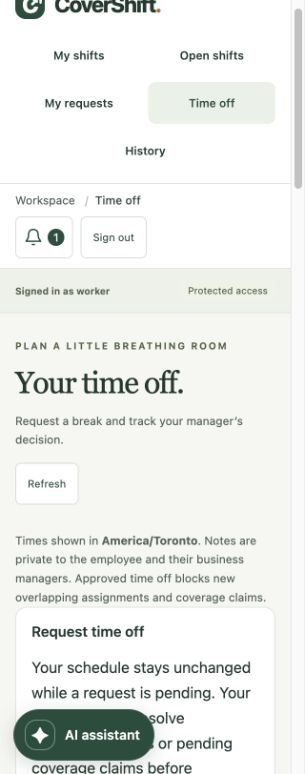 CoverShift.
My shifts
Open shifts
My requests
Time off
History
Workspace / Time off
1
Sign out
Signed in as worker
Protected access
PLAN A LITTLE BREATHING ROOM
Your time off.
Request a break and track your manager's
decision.
Refresh
Times shown in America/Toronto. Notes are
private to the employee and their business
managers. Approved time off blocks new
overlapping assignments and coverage claims.
Request time off
Your schedule stays unchanged
while a request is pending. Your
solve
AI assistant
or pending
coverage claims before